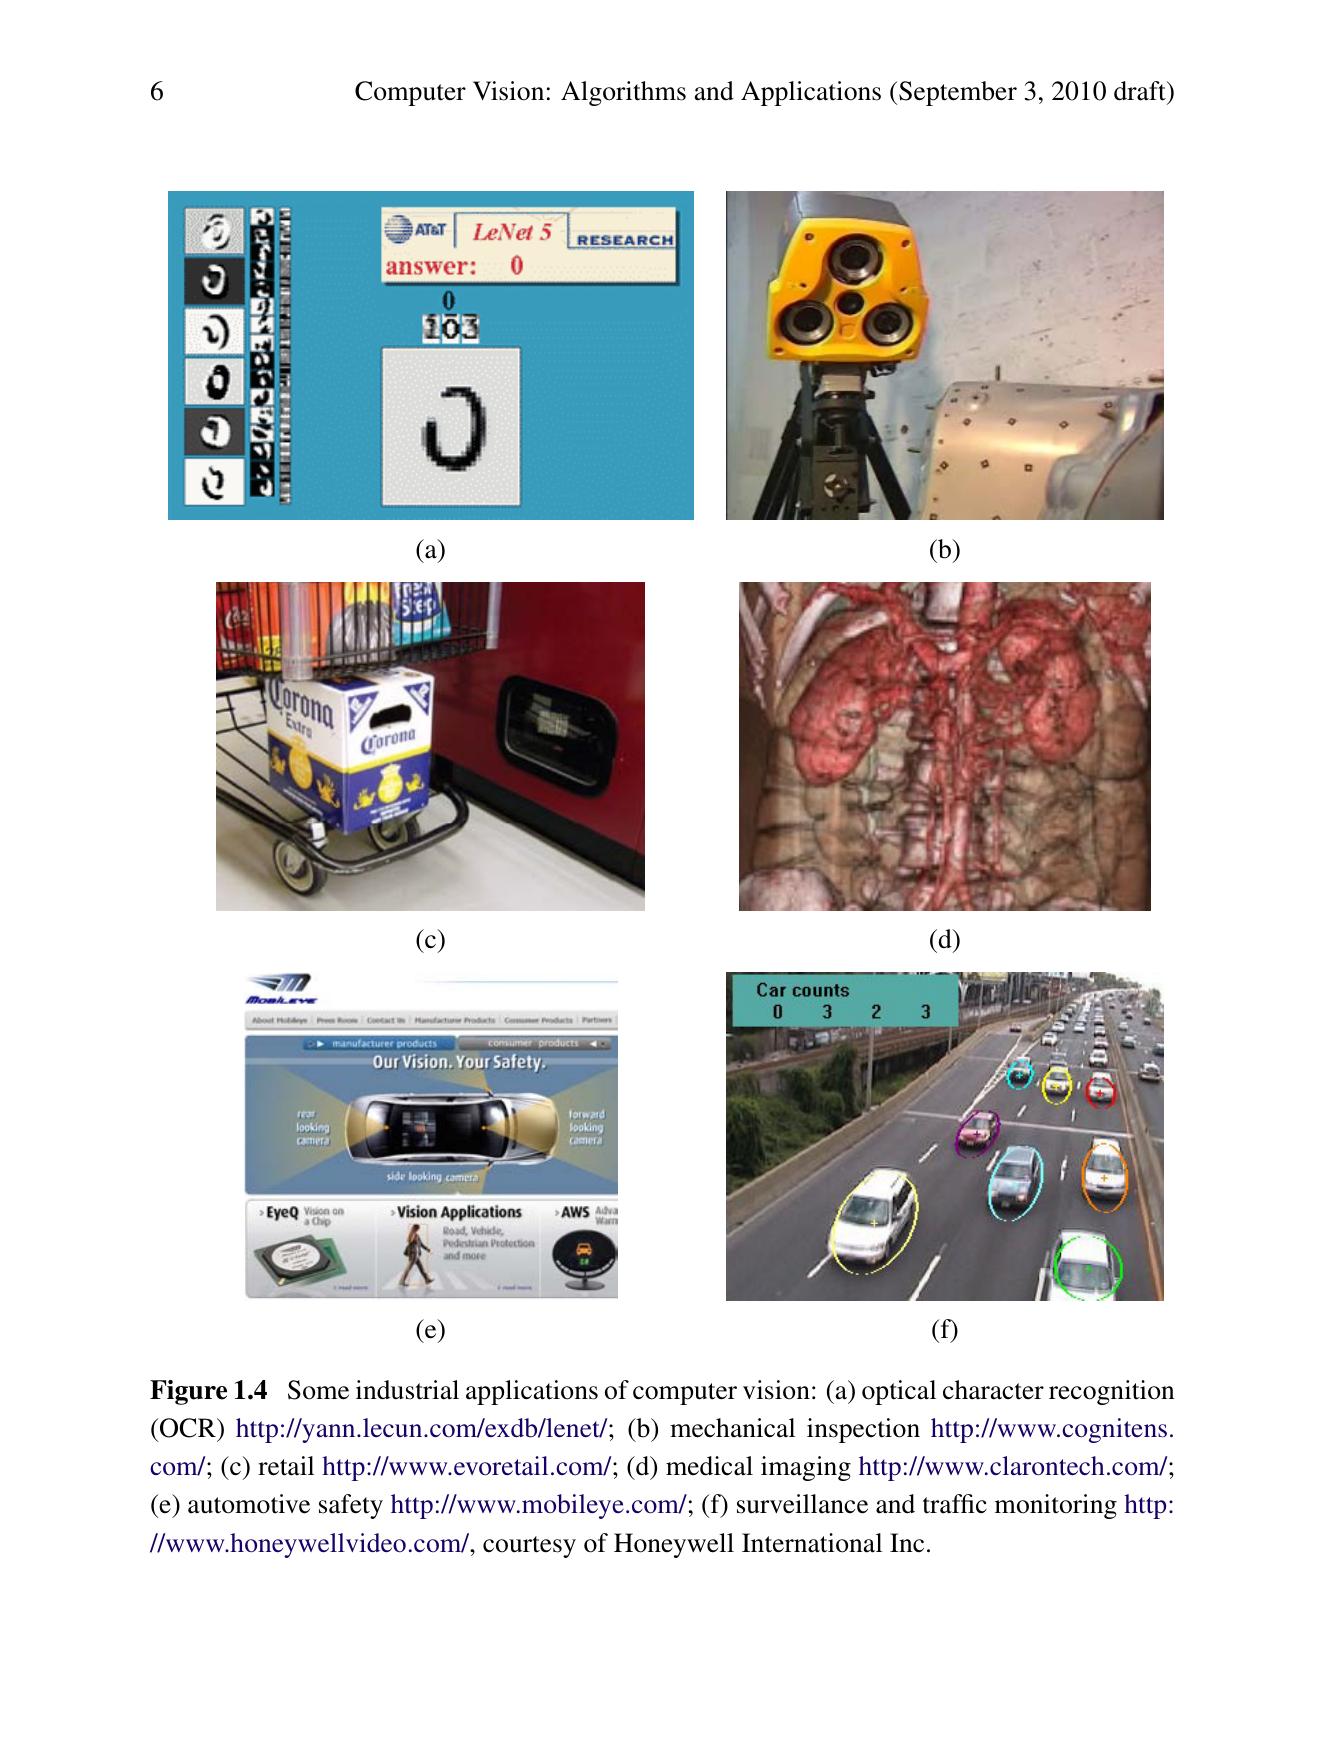 6 Computer Vision: Algorithms and Applications (September 3, 2010 draft)
AT&T LeNet 5 RESEARCH
answer: 0
0
103
(a)
(b)
Corona
Extra
Corona
(c)
(d)
MOBILEYE
About Mobileye | Press Room | Contact Us | Manufacturer Products | Consumer Products | Partners
manufacturer products consumer products
Our Vision. Your Safety.
rear
looking
camera
forward
looking
camera
side looking camera
EyeQ Vision on
a Chip
Vision Applications
Road, Vehicle,
Pedestrian Protection
and more
AWS Adva
Warn
(e)
Car counts
0 3 2 3
(f)
Figure 1.4 Some industrial applications of computer vision: (a) optical character recognition
(OCR) http://yann.lecun.com/exdb/lenet/; (b) mechanical inspection http://www.cognitens.
com/; (c) retail http://www.evoretail.com/; (d) medical imaging http://www.clarontech.com/;
(e) automotive safety http://www.mobileye.com/; (f) surveillance and traffic monitoring http:
//www.honeywellvideo.com/, courtesy of Honeywell International Inc.